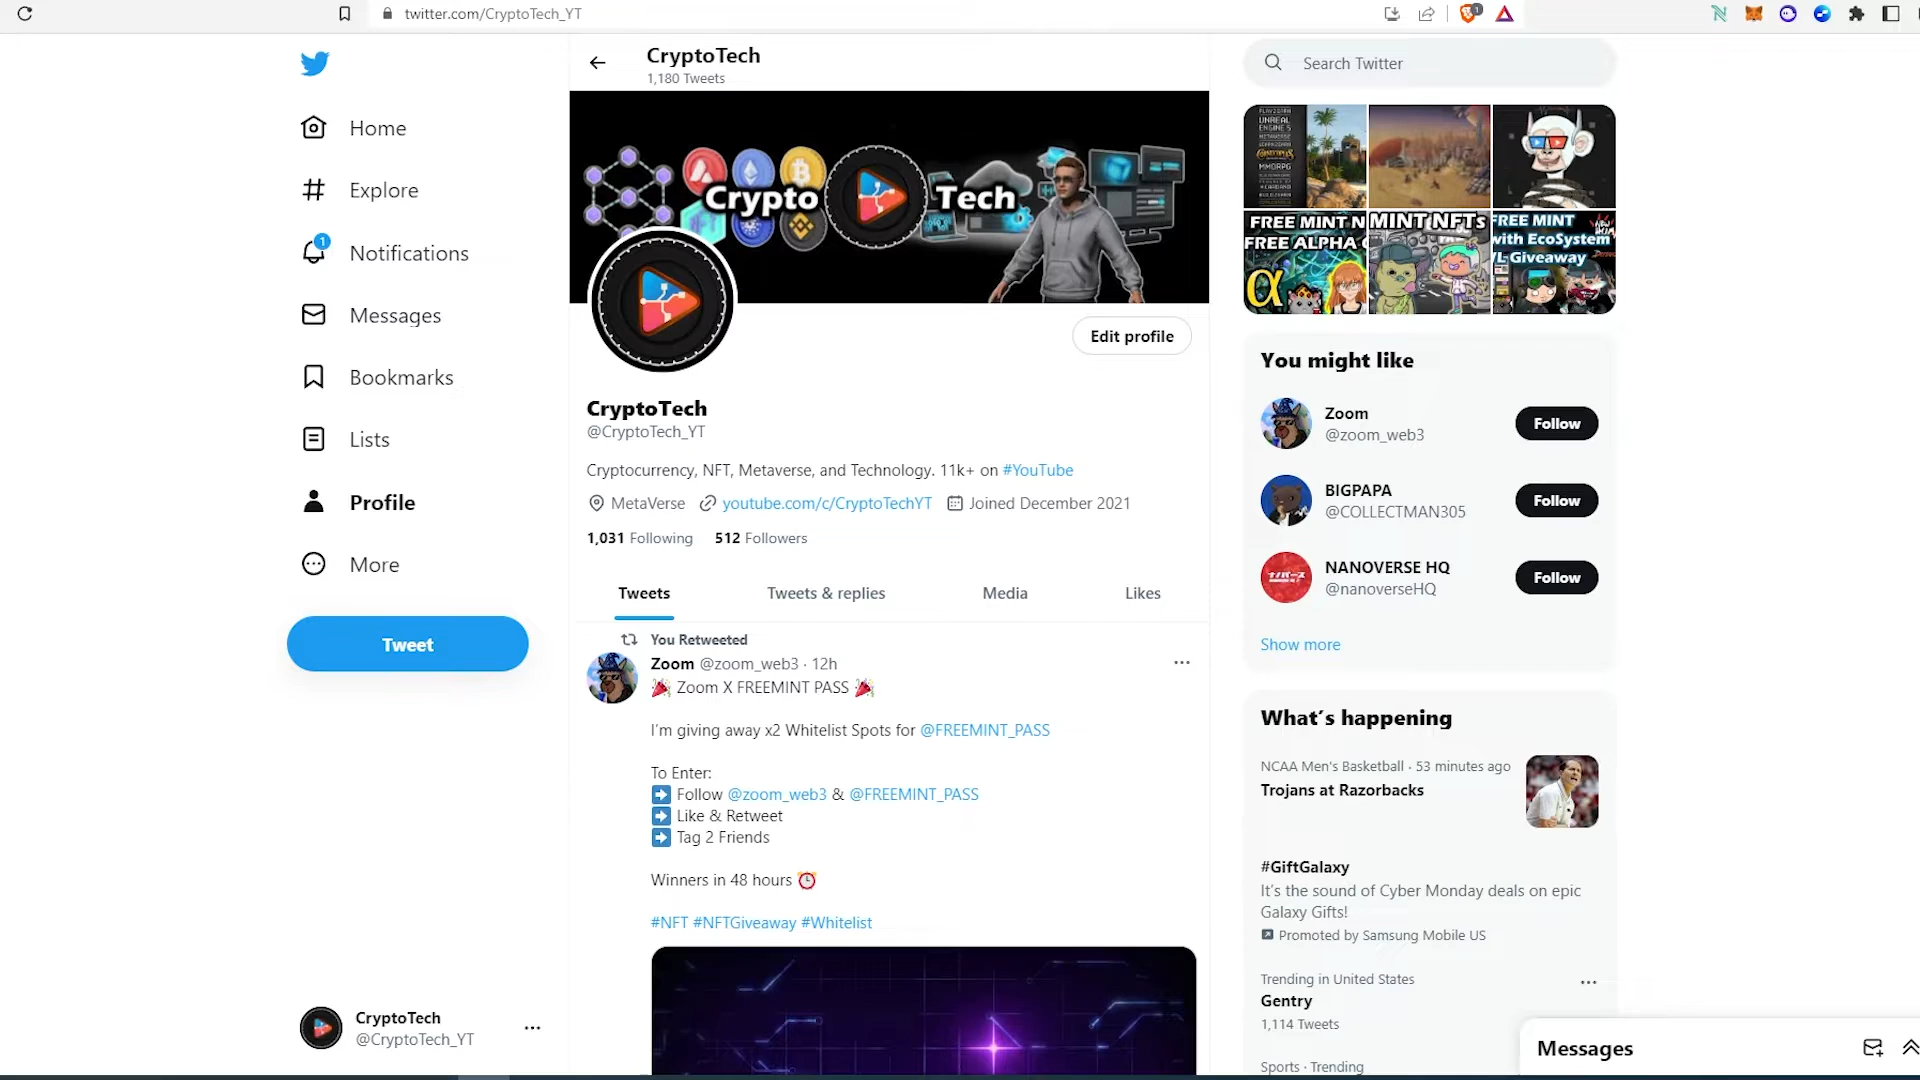 twitter.com/CryptoTech_YT
1
CryptoTech
1,180 Tweets
Search Twitter
Home
Explore
1
Notifications
Messages
Bookmarks
Lists
Profile
More
Tweet
CryptoTech
@CryptoTech_YT
Crypto Tech
Edit profile
CryptoTech
@CryptoTech_YT
Cryptocurrency, NFT, Metaverse, and Technology. 11k+ on #YouTube
MetaVerse youtube.com/c/CryptoTechYT Joined December 2021
1,031 Following 512 Followers
Tweets Tweets & replies Media Likes
You Retweeted
Zoom @zoom_web3 · 12h
Zoom X FREEMINT PASS
I'm giving away x2 Whitelist Spots for @FREEMINT_PASS
To Enter:
Follow @zoom_web3 & @FREEMINT_PASS
Like & Retweet
Tag 2 Friends
Winners in 48 hours
#NFT #NFTGiveaway #Whitelist
UNREAL
ENGINE 5
METAVERSE
MMORPG
FREE MINT N
FREE ALPHA
α
MINT NFTs
FREE MINT
with EcoSystem
/L Giveaway
You might like
Zoom
@zoom_web3
Follow
BIGPAPA
@COLLECTMAN305
Follow
NANOVERSE HQ
@nanoverseHQ
Follow
Show more
What's happening
NCAA Men's Basketball · 53 minutes ago
Trojans at Razorbacks
#GiftGalaxy
It's the sound of Cyber Monday deals on epic
Galaxy Gifts!
Promoted by Samsung Mobile US
Trending in United States
Gentry
1,114 Tweets
Sports · Trending
Messages